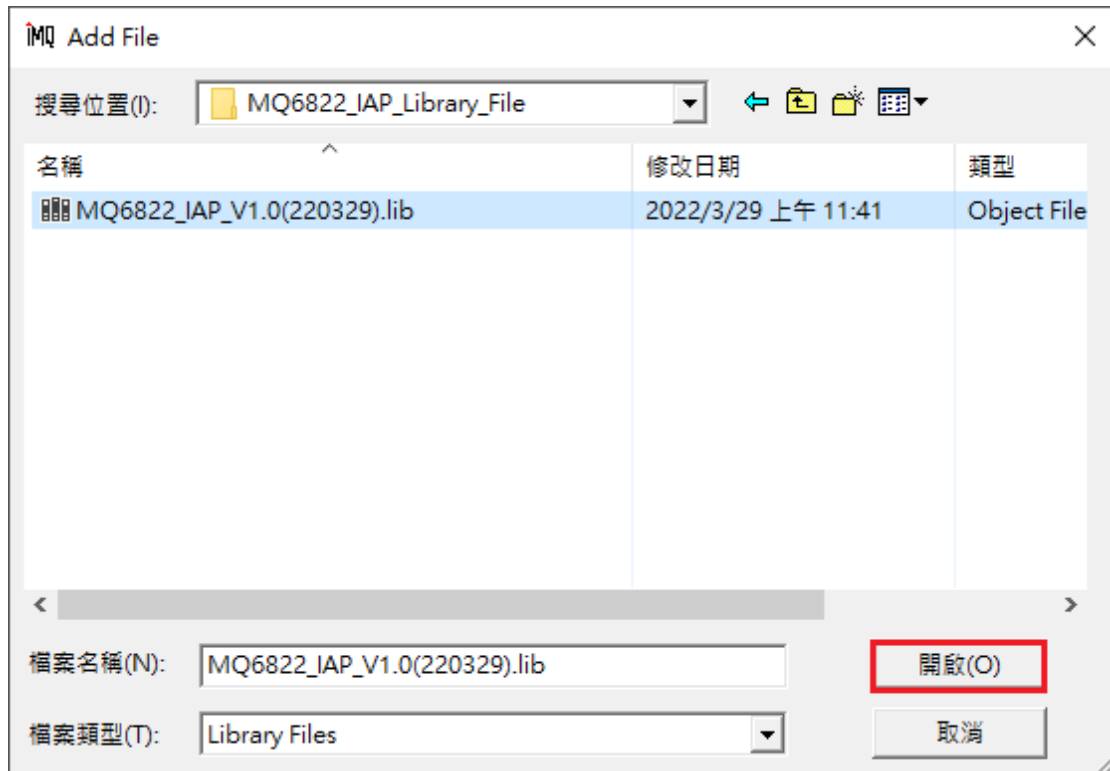 iMQ Add File
搜尋位置(I): MQ6822_IAP_Library_File
名稱 修改日期 類型
MQ6822_IAP_V1.0(220329).lib 2022/3/29 上午 11:41 Object File
檔案名稱(N): MQ6822_IAP_V1.0(220329).lib 開啟(O)
檔案類型(T): Library Files 取消